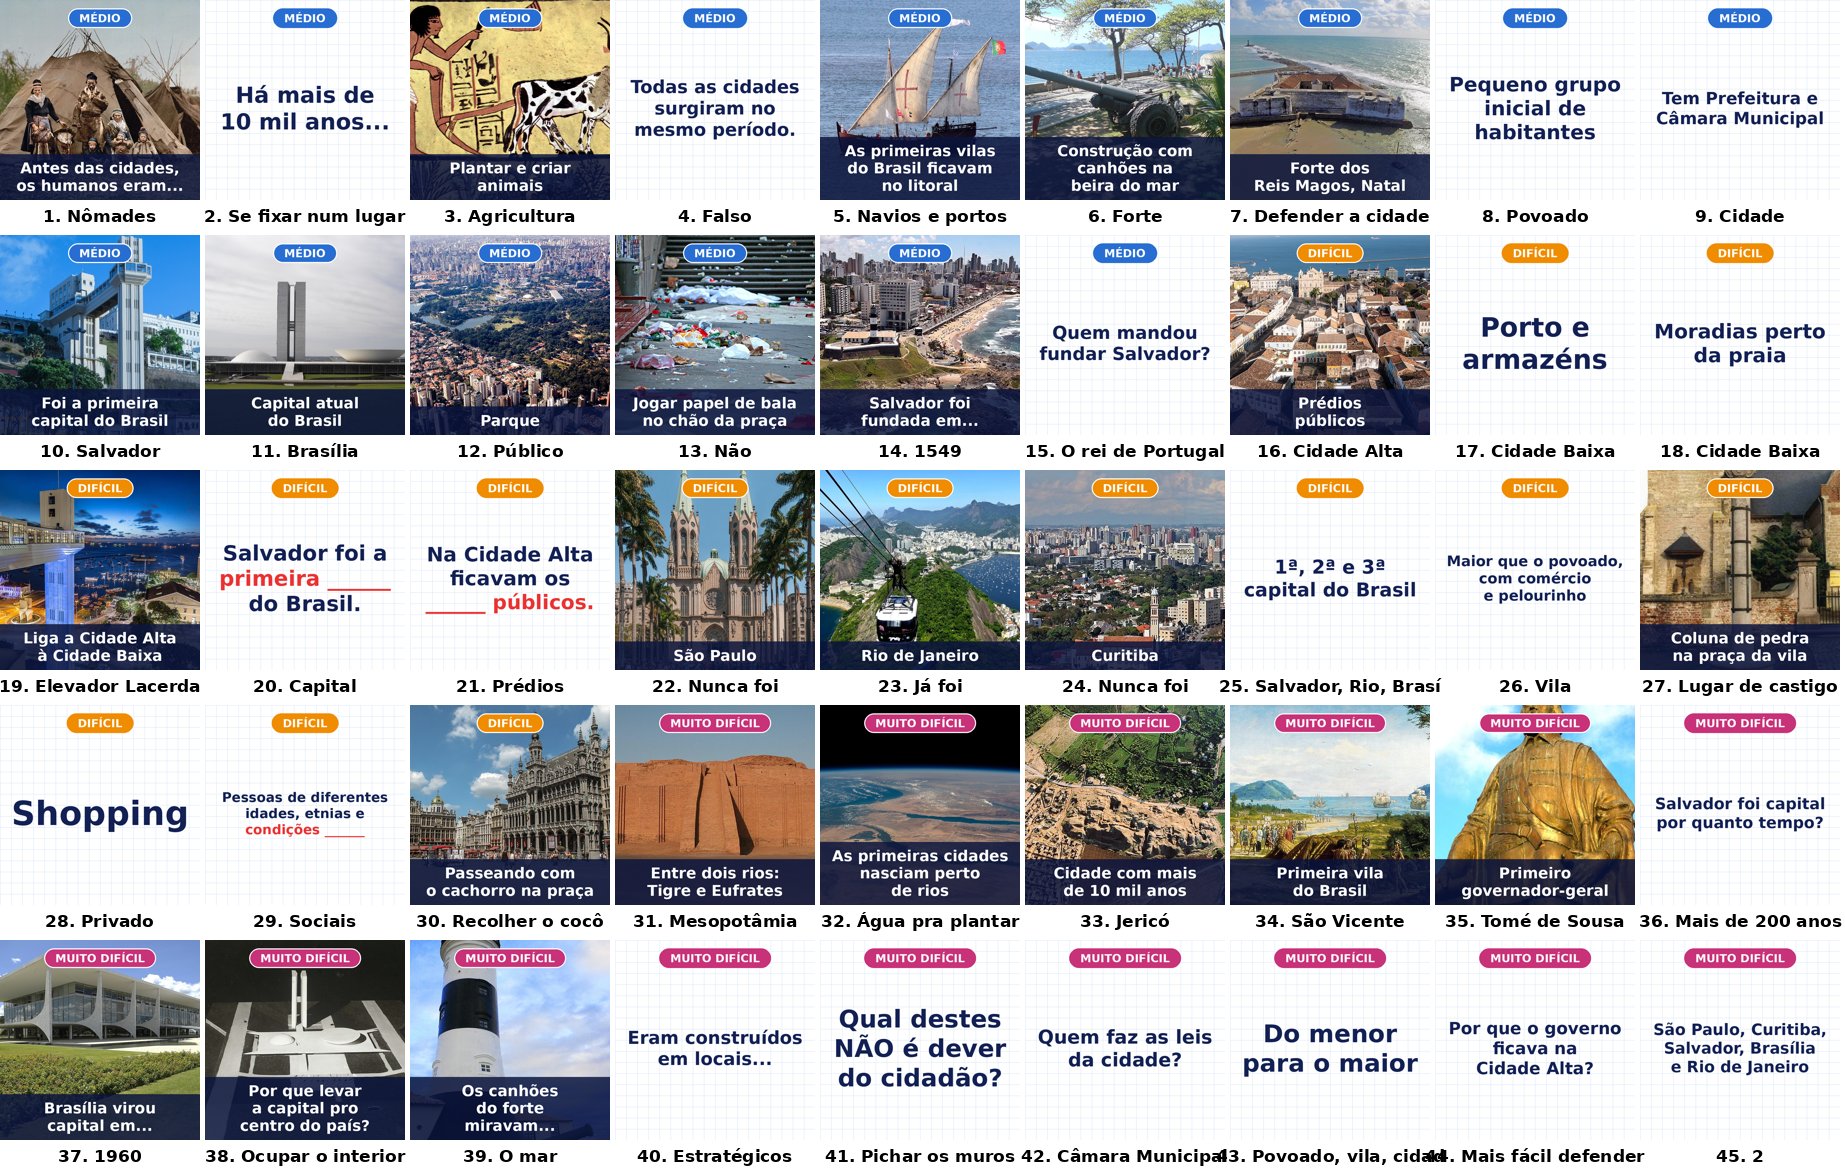 MÉDIO
Antes das cidades,
os humanos eram...
1. Nômades
MÉDIO
Há mais de
10 mil anos...
2. Se fixar num lugar
MÉDIO
Plantar e criar
animais
3. Agricultura
MÉDIO
Todas as cidades
surgiram no
mesmo período.
4. Falso
MÉDIO
As primeiras vilas
do Brasil ficavam
no litoral
5. Navios e portos
MÉDIO
Construção com
canhões na
beira do mar
6. Forte
MÉDIO
Forte dos
Reis Magos, Natal
7. Defender a cidade
MÉDIO
Pequeno grupo
inicial de
habitantes
8. Povoado
MÉDIO
Tem Prefeitura e
Câmara Municipal
9. Cidade
MÉDIO
Foi a primeira
capital do Brasil
10. Salvador
MÉDIO
Capital atual
do Brasil
11. Brasília
MÉDIO
Parque
12. Público
MÉDIO
Jogar papel de bala
no chão da praça
13. Não
MÉDIO
Salvador foi
fundada em...
14. 1549
MÉDIO
Quem mandou
fundar Salvador?
15. O rei de Portugal
DIFÍCIL
Prédios
públicos
16. Cidade Alta
DIFÍCIL
Porto e
armazéns
17. Cidade Baixa
DIFÍCIL
Moradias perto
da praia
18. Cidade Baixa
DIFÍCIL
Liga a Cidade Alta
à Cidade Baixa
19. Elevador Lacerda
DIFÍCIL
Salvador foi a
primeira ______
do Brasil.
20. Capital
DIFÍCIL
Na Cidade Alta
ficavam os
______ públicos.
21. Prédios
DIFÍCIL
São Paulo
22. Nunca foi
DIFÍCIL
Rio de Janeiro
23. Já foi
DIFÍCIL
Curitiba
24. Nunca foi
DIFÍCIL
1ª, 2ª e 3ª
capital do Brasil
25. Salvador, Rio, Brasí
DIFÍCIL
Maior que o povoado,
com comércio
e pelourinho
26. Vila
DIFÍCIL
Coluna de pedra
na praça da vila
27. Lugar de castigo
DIFÍCIL
Shopping
28. Privado
DIFÍCIL
Pessoas de diferentes
idades, etnias e
condições ______
29. Sociais
DIFÍCIL
Passeando com
o cachorro na praça
30. Recolher o cocô
MUITO DIFÍCIL
Entre dois rios:
Tigre e Eufrates
31. Mesopotâmia
MUITO DIFÍCIL
As primeiras cidades
nasciam perto
de rios
32. Água pra plantar
MUITO DIFÍCIL
Cidade com mais
de 10 mil anos
33. Jericó
MUITO DIFÍCIL
Primeira vila
do Brasil
34. São Vicente
MUITO DIFÍCIL
Primeiro
governador-geral
35. Tomé de Sousa
MUITO DIFÍCIL
Salvador foi capital
por quanto tempo?
36. Mais de 200 anos
MUITO DIFÍCIL
Brasília virou
capital em...
37. 1960
MUITO DIFÍCIL
Por que levar
a capital pro
centro do país?
38. Ocupar o interior
MUITO DIFÍCIL
Os canhões
do forte
miravam...
39. O mar
MUITO DIFÍCIL
Eram construídos
em locais...
40. Estratégicos
MUITO DIFÍCIL
Qual destes
NÃO é dever
do cidadão?
41. Pichar os muros
MUITO DIFÍCIL
Quem faz as leis
da cidade?
42. Câmara Municipal
MUITO DIFÍCIL
Do menor
para o maior
43. Povoado, vila, cidad
MUITO DIFÍCIL
Por que o governo
ficava na
Cidade Alta?
44. Mais fácil defender
MUITO DIFÍCIL
São Paulo, Curitiba,
Salvador, Brasília
e Rio de Janeiro
45. 2